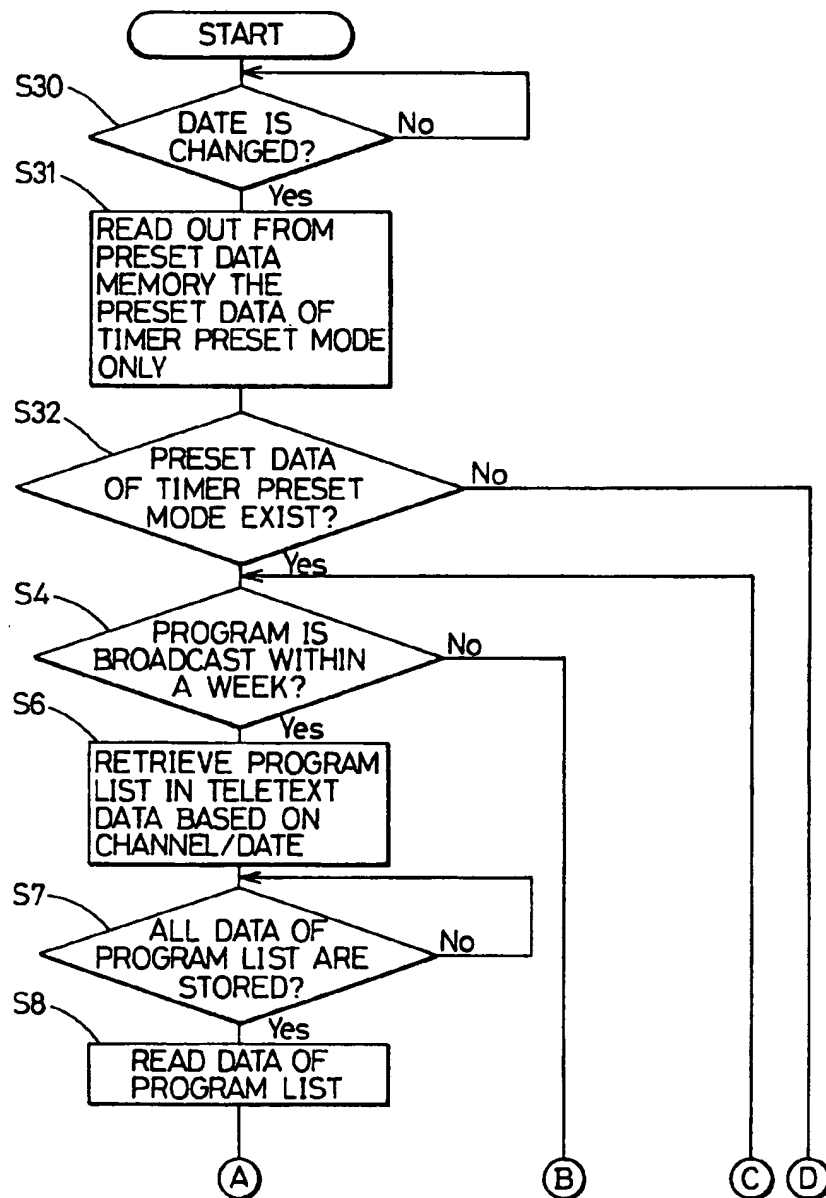 START
S30
DATE IS
CHANGED?
No
Yes
S31
READ OUT FROM
PRESET DATA
MEMORY THE
PRESET DATA OF
TIMER PRESET MODE
ONLY
S32
PRESET DATA
OF TIMER PRESET
MODE EXIST?
No
Yes
S4
PROGRAM IS
BROADCAST WITHIN
A WEEK?
No
Yes
S6
RETRIEVE PROGRAM
LIST IN TELETEXT
DATA BASED ON
CHANNEL/DATE
S7
ALL DATA OF
PROGRAM LIST ARE
STORED?
No
Yes
S8
READ DATA OF
PROGRAM LIST
A
B
C
D